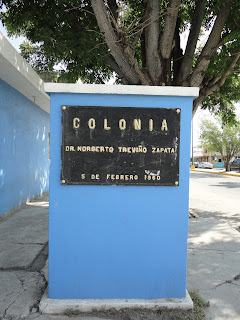 COLONIA
DR. NORBERTO TREVIÑO ZAPATA
5 DE FEBRERO 1960